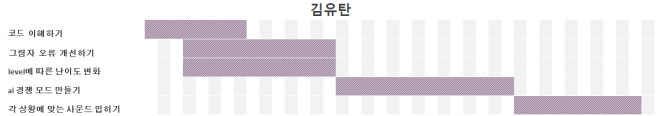 김유탄
코드 이해하기
그림자 오류 개선하기
level에 따른 난이도 변화
ai 경쟁 모드 만들기
각 상황에 맞는 사운드 입히기